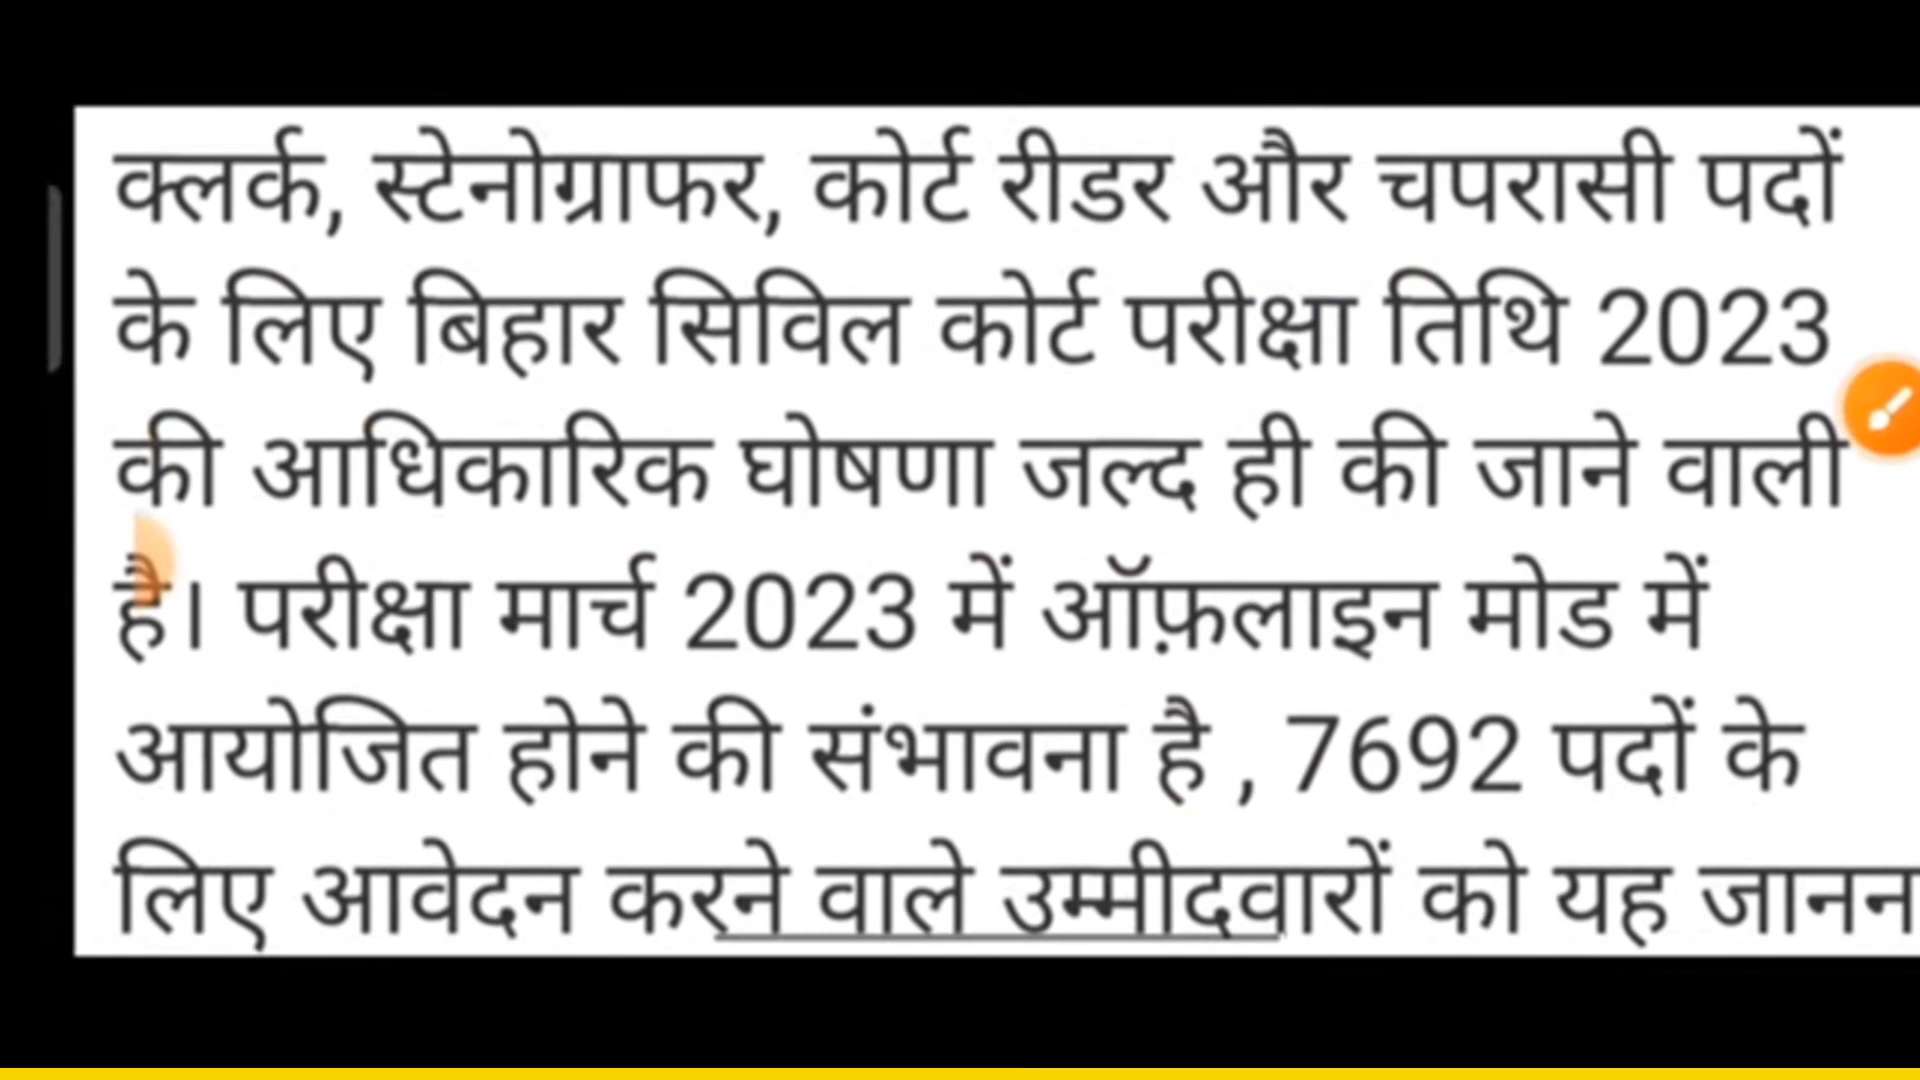 क्लर्क, स्टेनोग्राफर, कोर्ट रीडर और चपरासी पदों
के लिए बिहार सिविल कोर्ट परीक्षा तिथि 2023
की आधिकारिक घोषणा जल्द ही की जाने वाली
है। परीक्षा मार्च 2023 में ऑफ़लाइन मोड में
आयोजित होने की संभावना है , 7692 पदों के
लिए आवेदन करने वाले उम्मीदवारों को यह जानन